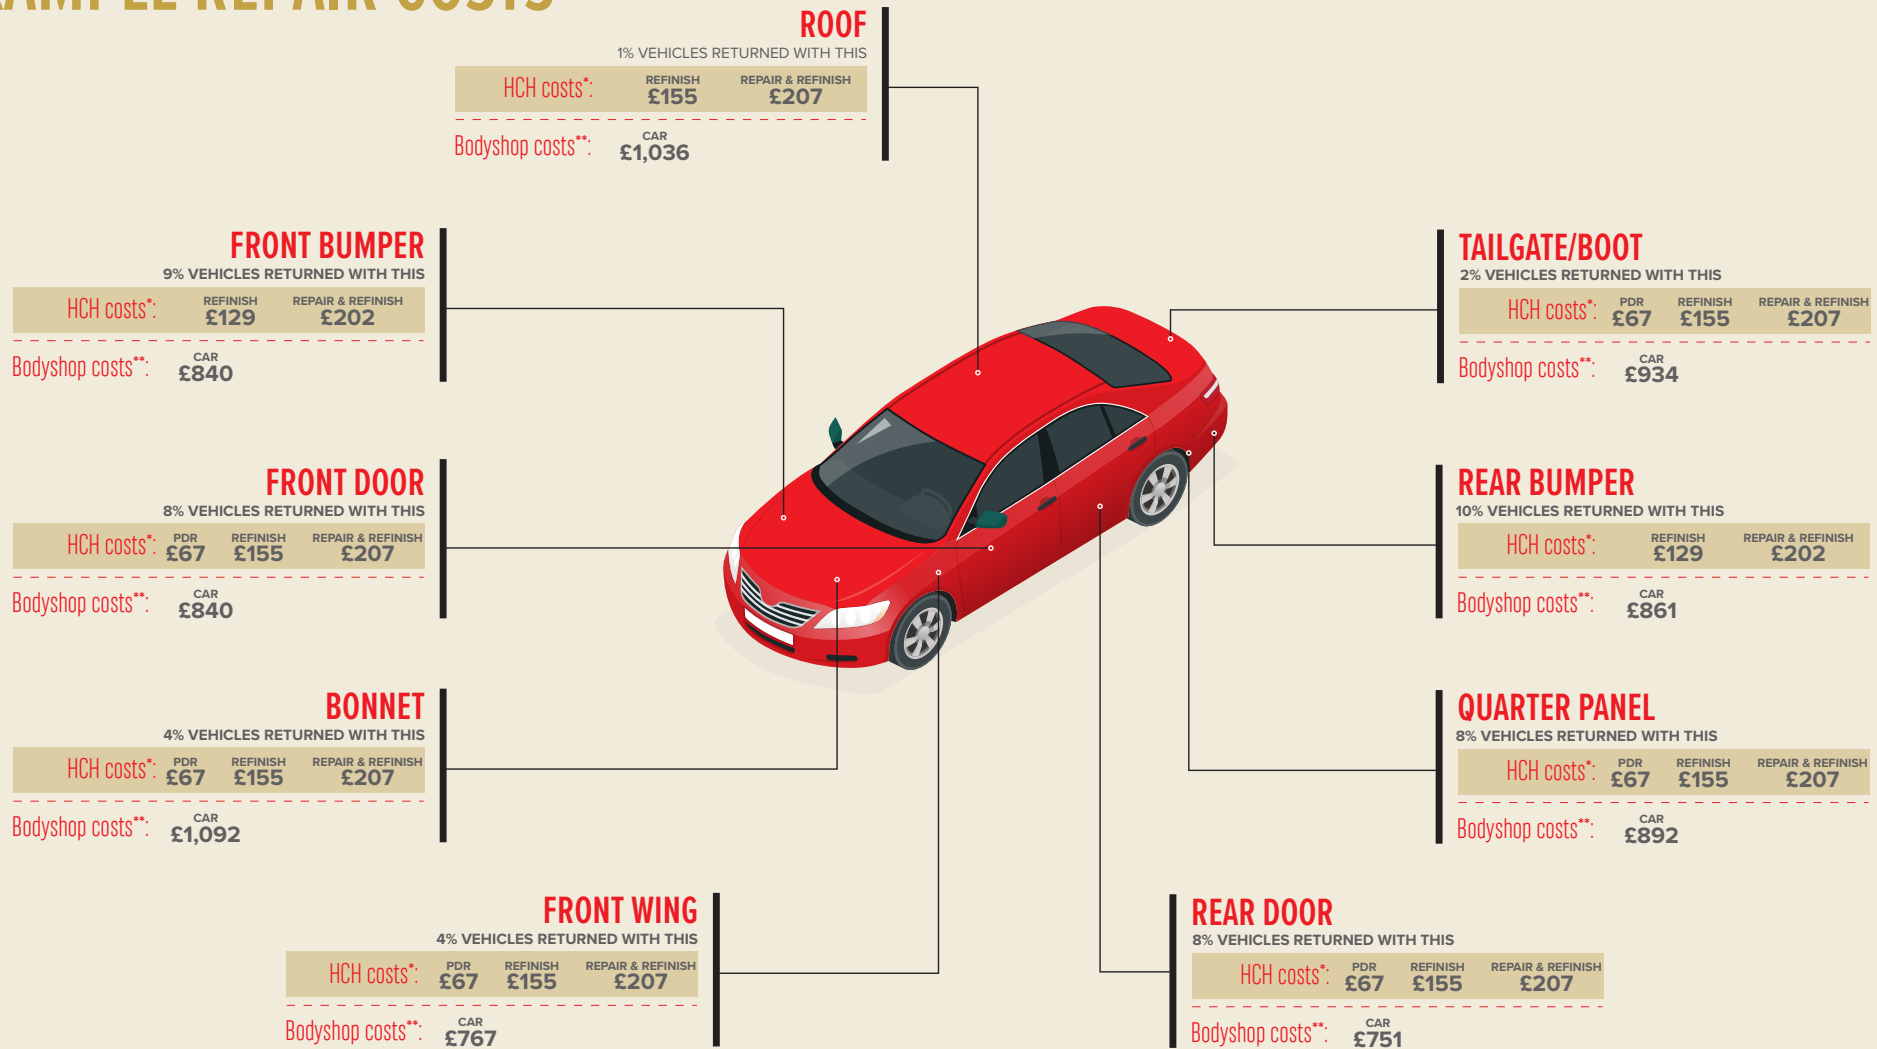 REPAIR COSTS
ROOF
1% VEHICLES RETURNED WITH THIS
HCH costs*: REFINISH £155 REPAIR & REFINISH £207
Bodyshop costs**: CAR £1,036
FRONT BUMPER
9% VEHICLES RETURNED WITH THIS
HCH costs*: REFINISH £129 REPAIR & REFINISH £202
Bodyshop costs**: CAR £840
FRONT DOOR
8% VEHICLES RETURNED WITH THIS
HCH costs*: PDR £67 REFINISH £155 REPAIR & REFINISH £207
Bodyshop costs**: CAR £840
BONNET
4% VEHICLES RETURNED WITH THIS
HCH costs*: PDR £67 REFINISH £155 REPAIR & REFINISH £207
Bodyshop costs**: CAR £1,092
FRONT WING
4% VEHICLES RETURNED WITH THIS
HCH costs*: PDR £67 REFINISH £155 REPAIR & REFINISH £207
Bodyshop costs**: CAR £767
TAILGATE/BOOT
2% VEHICLES RETURNED WITH THIS
HCH costs*: PDR £67 REFINISH £155 REPAIR & REFINISH £207
Bodyshop costs**: CAR £934
REAR BUMPER
10% VEHICLES RETURNED WITH THIS
HCH costs*: REFINISH £129 REPAIR & REFINISH £202
Bodyshop costs**: CAR £861
QUARTER PANEL
8% VEHICLES RETURNED WITH THIS
HCH costs*: PDR £67 REFINISH £155 REPAIR & REFINISH £207
Bodyshop costs**: CAR £892
REAR DOOR
8% VEHICLES RETURNED WITH THIS
HCH costs*: PDR £67 REFINISH £155 REPAIR & REFINISH £207
Bodyshop costs**: CAR £751